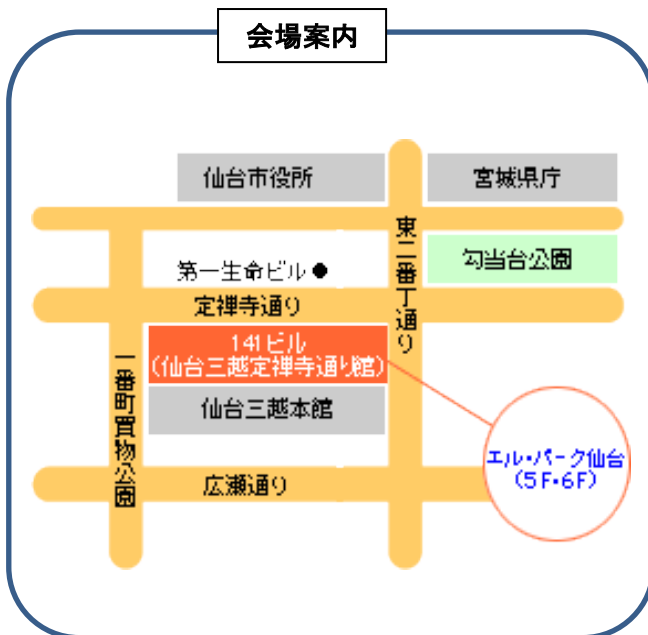 会場案内
仙台市役所
宮城県庁
東二番丁通り
勾当台公園
第一生命ビル●
定禅寺通り
141ビル
(仙台三越定禅寺通り館)
一番町買物公園
仙台三越本館
エル・パーク仙台
(5F・6F)
広瀬通り